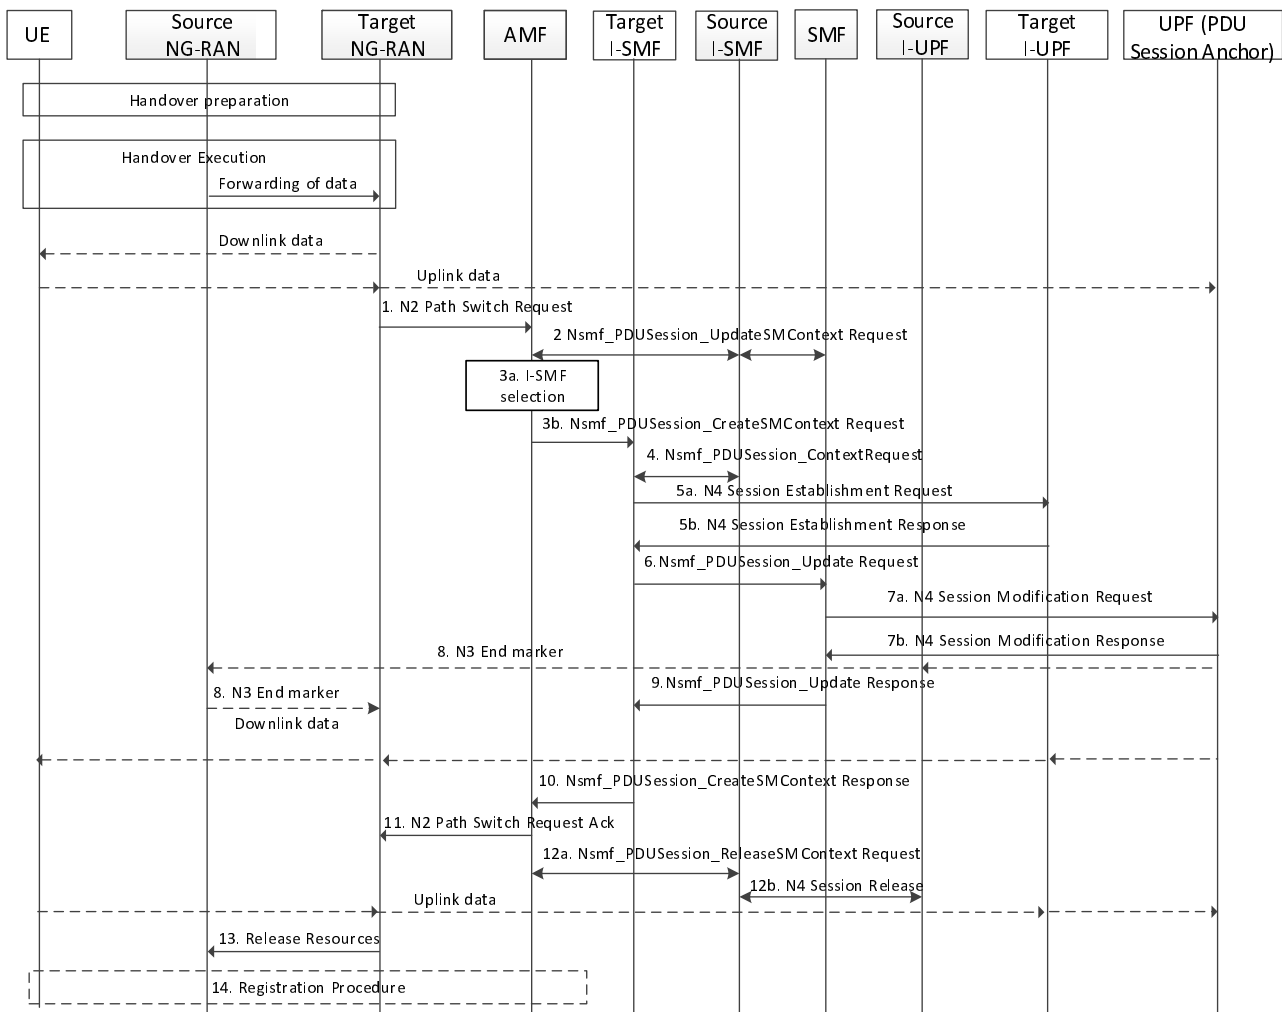 UE
Source
NG-RAN
Target
NG-RAN
AMF
Target
I-SMF
Source
I-SMF
SMF
Source
I-UPF
Target
I-UPF
UPF (PDU
Session Anchor)
Handover preparation
Handover Execution
Forwarding of data
Downlink data
Uplink data
1. N2 Path Switch Request
2 Nsmf_PDUSession_UpdateSMContext Request
3a. I-SMF
selection
3b. Nsmf_PDUSession_CreateSMContext Request
4. Nsmf_PDUSession_ContextRequest
5a. N4 Session Establishment Request
5b. N4 Session Establishment Response
6.Nsmf_PDUSession_Update Request
7a. N4 Session Modification Request
7b. N4 Session Modification Response
8. N3 End marker
9.Nsmf_PDUSession_Update Response
8. N3 End marker
Downlink data
10. Nsmf_PDUSession_CreateSMContext Response
11. N2 Path Switch Request Ack
12a. Nsmf_PDUSession_ReleaseSMContext Request
12b. N4 Session Release
Uplink data
13. Release Resources
14. Registration Procedure